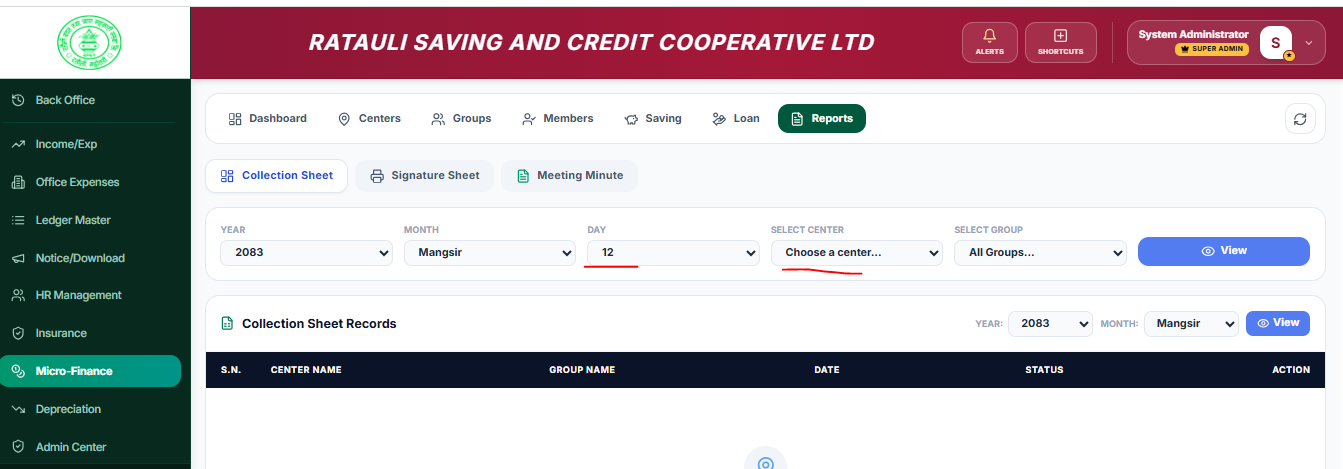 RATAULI SAVING AND CREDIT COOPERATIVE LTD
ALERTS
SHORTCUTS
System Administrator
SUPER ADMIN
S
Back Office
Income/Exp
Office Expenses
Ledger Master
Notice/Download
HR Management
Insurance
Micro-Finance
Depreciation
Admin Center
Dashboard Centers Groups Members Saving Loan Reports
Collection Sheet Signature Sheet Meeting Minute
YEAR MONTH DAY SELECT CENTER SELECT GROUP
2083 Mangsir 12 Choose a center... All Groups... View
Collection Sheet Records YEAR: 2083 MONTH: Mangsir View
S.N. CENTER NAME GROUP NAME DATE STATUS ACTION